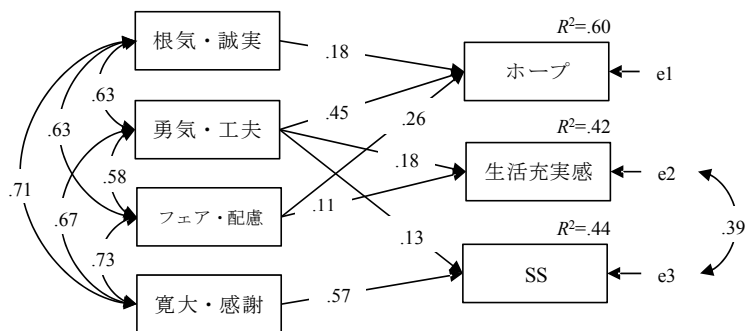 根気・誠実
勇気・工夫
フェア・配慮
寛大・感謝
.63
.63
.71
.58
.67
.73
.18
.45
.26
.18
.11
.13
.57
R²=.60
ホープ
e1
R²=.42
生活充実感
e2
R²=.44
SS
e3
.39